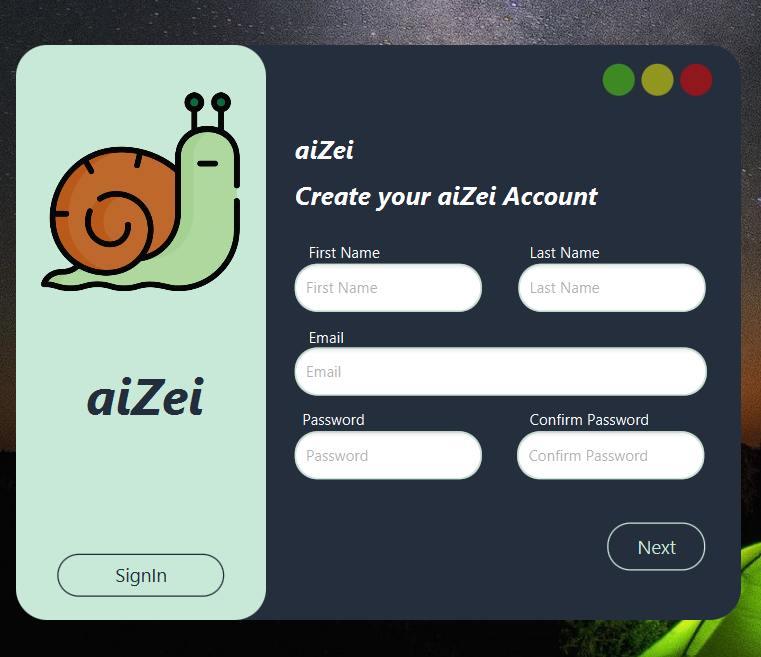 aiZei
SignIn
aiZei
Create your aiZei Account
First Name
Last Name
First Name
Last Name
Email
Email
Password
Confirm Password
Password
Confirm Password
Next